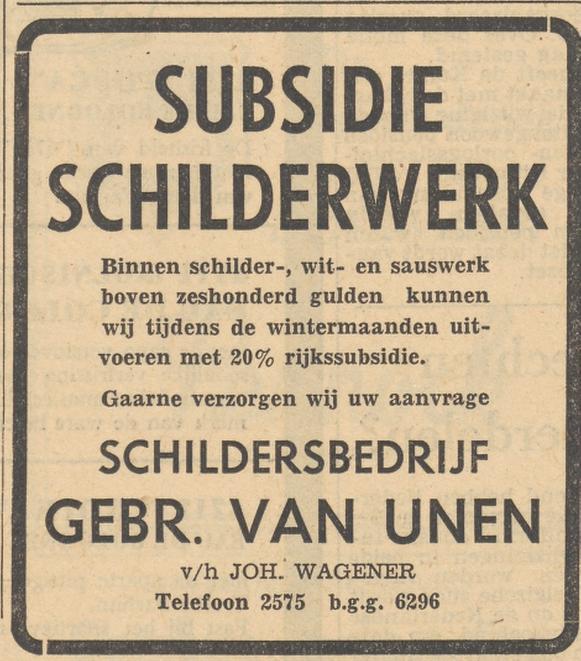 SUBSIDIE
SCHILDERWERK
Binnen schilder-, wit- en sauswerk
boven zeshonderd gulden kunnen
wij tijdens de wintermaanden uit-
voeren met 20% rijkssubsidie.
Gaarne verzorgen wij uw aanvrage
SCHILDERSBEDRIJF
GEBR. VAN UNEN
v/h JOH. WAGENER
Telefoon 2575 b.g.g. 6296